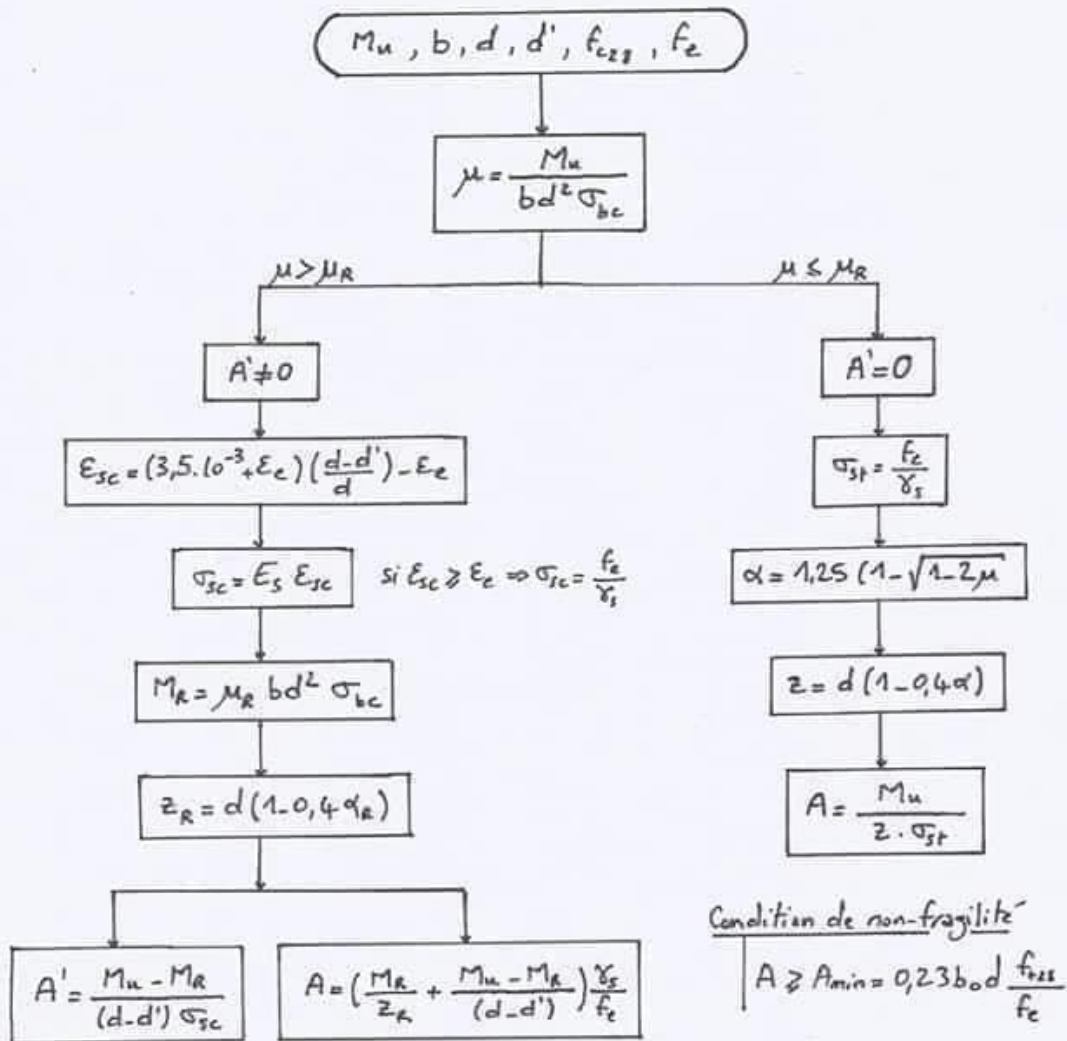 Mu , b, d, d', fc28 , fe
μ = Mu / (bd² σbc)
μ > μR
μ ≤ μR
A' ≠ 0
A' = 0
εsc = (3,5.10⁻³ + εe) ((d-d')/d) - εe
σst = fe / γs
σsc = Es εsc
si εsc ≥ εe ⇒ σsc = fe / γs
α = 1,25 (1-√(1-2μ)
MR = μR bd² σbc
z = d (1-0,4α)
zR = d (1-0,4 αR)
A = Mu / (z . σst)
Condition de non-fragilité
A' = (Mu - MR) / ((d-d') σsc)
A = (MR / zR + (Mu - MR) / (d-d')) γs / fe
A ≥ Amin = 0,23 b₀ d ft28 / fe